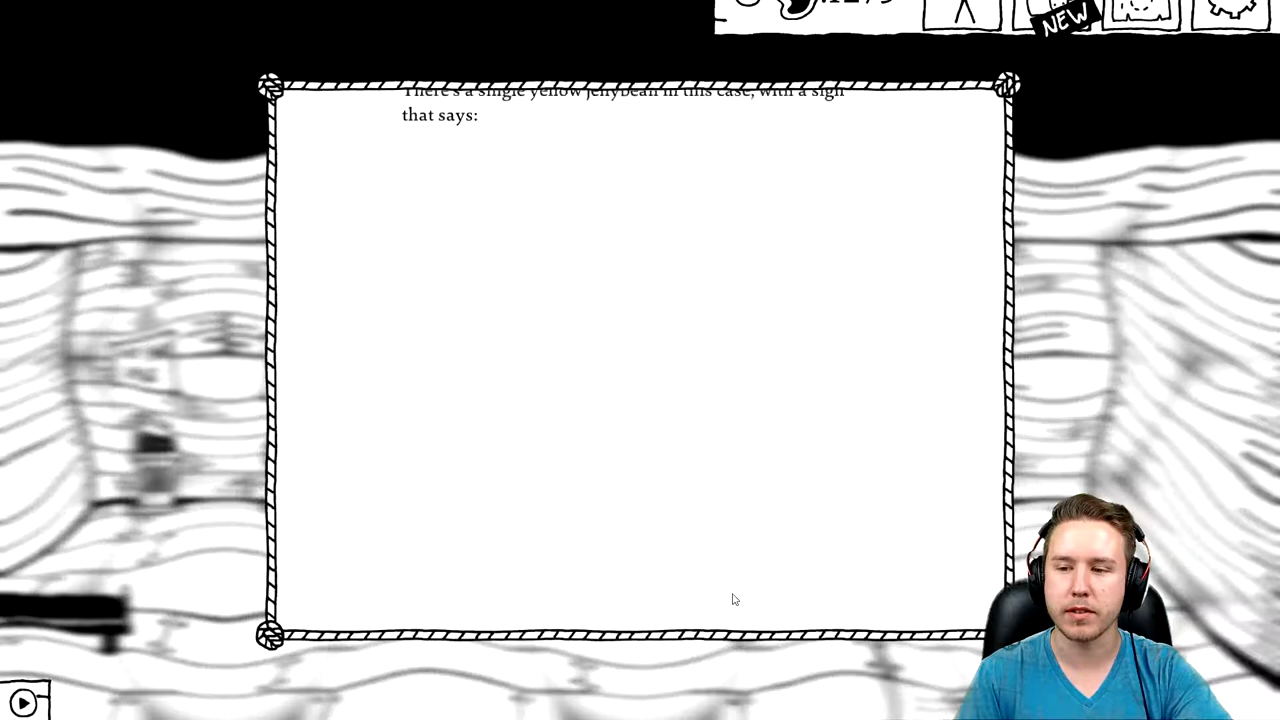 NEW
There's a single yellow jellybean in this case, with a sign
that says: